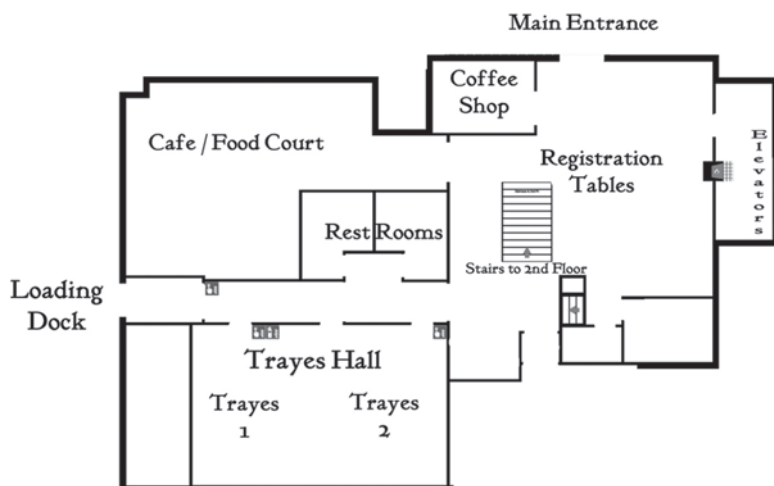 Main Entrance
Coffee
Shop
Cafe / Food Court
Registration
Tables
Elevators
Rest Rooms
Stairs to 2nd Floor
Loading
Dock
Trayes Hall
Trayes
1
Trayes
2